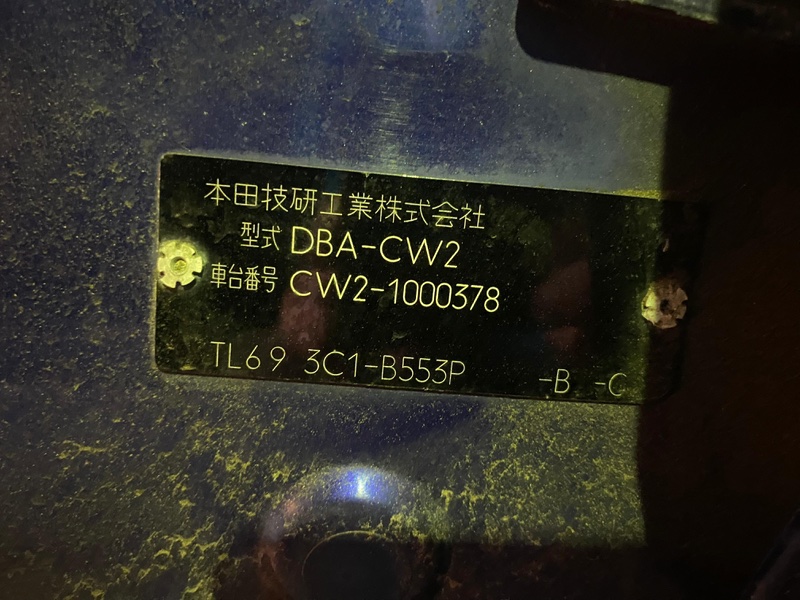 本田技研工業株式会社
型式 DBA-CW2
車台番号 CW2-1000378
TL69 3C1-B553P -B -C